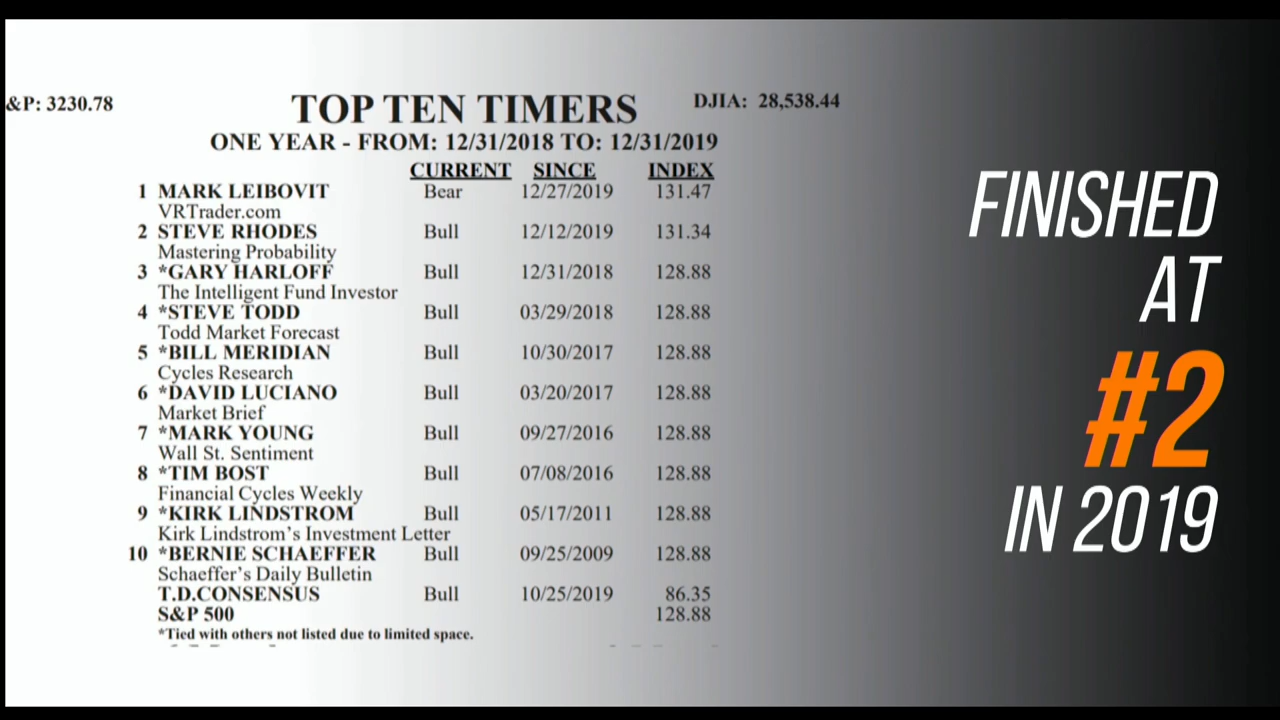 &P: 3230.78
TOP TEN TIMERS
DJIA: 28,538.44
ONE YEAR - FROM: 12/31/2018 TO: 12/31/2019
CURRENT SINCE INDEX
1 MARK LEIBOVIT Bear 12/27/2019 131.47
VRTrader.com
2 STEVE RHODES Bull 12/12/2019 131.34
Mastering Probability
3 *GARY HARLOFF Bull 12/31/2018 128.88
The Intelligent Fund Investor
4 *STEVE TODD Bull 03/29/2018 128.88
Todd Market Forecast
5 *BILL MERIDIAN Bull 10/30/2017 128.88
Cycles Research
6 *DAVID LUCIANO Bull 03/20/2017 128.88
Market Brief
7 *MARK YOUNG Bull 09/27/2016 128.88
Wall St. Sentiment
8 *TIM BOST Bull 07/08/2016 128.88
Financial Cycles Weekly
9 *KIRK LINDSTROM Bull 05/17/2011 128.88
Kirk Lindstrom's Investment Letter
10 *BERNIE SCHAEFFER Bull 09/25/2009 128.88
Schaeffer's Daily Bulletin
T.D.CONSENSUS Bull 10/25/2019 86.35
S&P 500 128.88
*Tied with others not listed due to limited space.
FINISHED
AT
#2
IN 2019